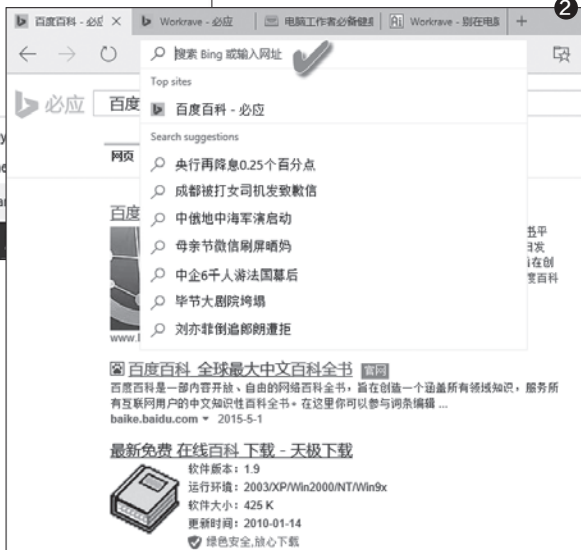 ❷
百度百科 - 必应
Workrave - 必应
电脑工作者必备健康
Workrave - 别在电脑
搜索 Bing 或输入网址
Top sites
百度百科 - 必应
Search suggestions
央行再降息0.25个百分点
成都被打女司机发致歉信
中俄地中海军演启动
母亲节微信刷屏晒妈
中企6千人游法国幕后
毕节大剧院垮塌
刘亦菲倒追郎朗遭拒
必应
百度
网页
百度
在创
度百科
www.
百度百科_全球最大中文百科全书 官网
百度百科是一部内容开放、自由的网络百科全书，旨在创造一个涵盖所有领域知识，服务所
有互联网用户的中文知识性百科全书。在这里你可以参与词条编辑 ...
baike.baidu.com ▾ 2015-5-1
最新免费 在线百科 下载 - 天极下载
软件版本：1.9
运行环境：2003/XP/Win2000/NT/Win9x
软件大小：425 K
更新时间：2010-01-14
绿色安全,放心下载